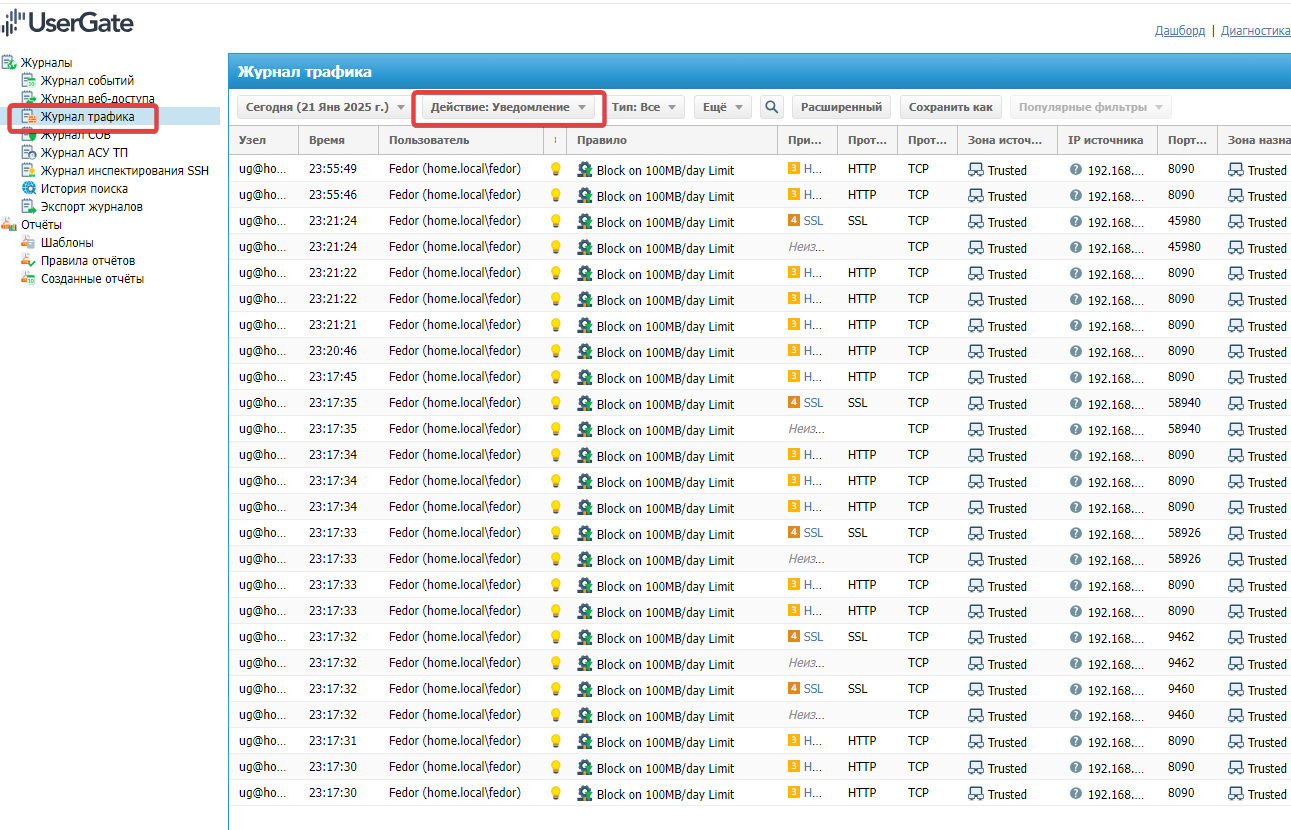 UserGate
Дашборд | Диагностика
Журналы
Журнал событий
Журнал веб-доступа
Журнал трафика
Журнал СОВ
Журнал АСУ ТП
Журнал инспектирования SSH
История поиска
Экспорт журналов
Отчёты
Шаблоны
Правила отчётов
Созданные отчёты
Журнал трафика
Сегодня (21 Янв 2025 г.) Действие: Уведомление Тип: Все Ещё Расширенный Сохранить как Популярные фильтры
Узел Время Пользователь Правило При... Прот... Прот... Зона источ... IP источника Порт... Зона назна
ug@ho... 23:55:49 Fedor (home.local\fedor) Block on 100MB/day Limit 3 H... HTTP TCP Trusted 192.168.... 8090 Trusted
ug@ho... 23:55:46 Fedor (home.local\fedor) Block on 100MB/day Limit 3 H... HTTP TCP Trusted 192.168.... 8090 Trusted
ug@ho... 23:21:24 Fedor (home.local\fedor) Block on 100MB/day Limit 4 SSL SSL TCP Trusted 192.168.... 45980 Trusted
ug@ho... 23:21:24 Fedor (home.local\fedor) Block on 100MB/day Limit Неиз... TCP Trusted 192.168.... 45980 Trusted
ug@ho... 23:21:22 Fedor (home.local\fedor) Block on 100MB/day Limit 3 H... HTTP TCP Trusted 192.168.... 8090 Trusted
ug@ho... 23:21:22 Fedor (home.local\fedor) Block on 100MB/day Limit 3 H... HTTP TCP Trusted 192.168.... 8090 Trusted
ug@ho... 23:21:21 Fedor (home.local\fedor) Block on 100MB/day Limit 3 H... HTTP TCP Trusted 192.168.... 8090 Trusted
ug@ho... 23:20:46 Fedor (home.local\fedor) Block on 100MB/day Limit 3 H... HTTP TCP Trusted 192.168.... 8090 Trusted
ug@ho... 23:17:45 Fedor (home.local\fedor) Block on 100MB/day Limit 3 H... HTTP TCP Trusted 192.168.... 8090 Trusted
ug@ho... 23:17:35 Fedor (home.local\fedor) Block on 100MB/day Limit 4 SSL SSL TCP Trusted 192.168.... 58940 Trusted
ug@ho... 23:17:35 Fedor (home.local\fedor) Block on 100MB/day Limit Неиз... TCP Trusted 192.168.... 58940 Trusted
ug@ho... 23:17:34 Fedor (home.local\fedor) Block on 100MB/day Limit 3 H... HTTP TCP Trusted 192.168.... 8090 Trusted
ug@ho... 23:17:34 Fedor (home.local\fedor) Block on 100MB/day Limit 3 H... HTTP TCP Trusted 192.168.... 8090 Trusted
ug@ho... 23:17:34 Fedor (home.local\fedor) Block on 100MB/day Limit 3 H... HTTP TCP Trusted 192.168.... 8090 Trusted
ug@ho... 23:17:33 Fedor (home.local\fedor) Block on 100MB/day Limit 4 SSL SSL TCP Trusted 192.168.... 58926 Trusted
ug@ho... 23:17:33 Fedor (home.local\fedor) Block on 100MB/day Limit Неиз... TCP Trusted 192.168.... 58926 Trusted
ug@ho... 23:17:33 Fedor (home.local\fedor) Block on 100MB/day Limit 3 H... HTTP TCP Trusted 192.168.... 8090 Trusted
ug@ho... 23:17:33 Fedor (home.local\fedor) Block on 100MB/day Limit 3 H... HTTP TCP Trusted 192.168.... 8090 Trusted
ug@ho... 23:17:32 Fedor (home.local\fedor) Block on 100MB/day Limit 4 SSL SSL TCP Trusted 192.168.... 9462 Trusted
ug@ho... 23:17:32 Fedor (home.local\fedor) Block on 100MB/day Limit Неиз... TCP Trusted 192.168.... 9462 Trusted
ug@ho... 23:17:32 Fedor (home.local\fedor) Block on 100MB/day Limit 4 SSL SSL TCP Trusted 192.168.... 9460 Trusted
ug@ho... 23:17:32 Fedor (home.local\fedor) Block on 100MB/day Limit Неиз... TCP Trusted 192.168.... 9460 Trusted
ug@ho... 23:17:31 Fedor (home.local\fedor) Block on 100MB/day Limit 3 H... HTTP TCP Trusted 192.168.... 8090 Trusted
ug@ho... 23:17:30 Fedor (home.local\fedor) Block on 100MB/day Limit 3 H... HTTP TCP Trusted 192.168.... 8090 Trusted
ug@ho... 23:17:30 Fedor (home.local\fedor) Block on 100MB/day Limit 3 H... HTTP TCP Trusted 192.168.... 8090 Trusted